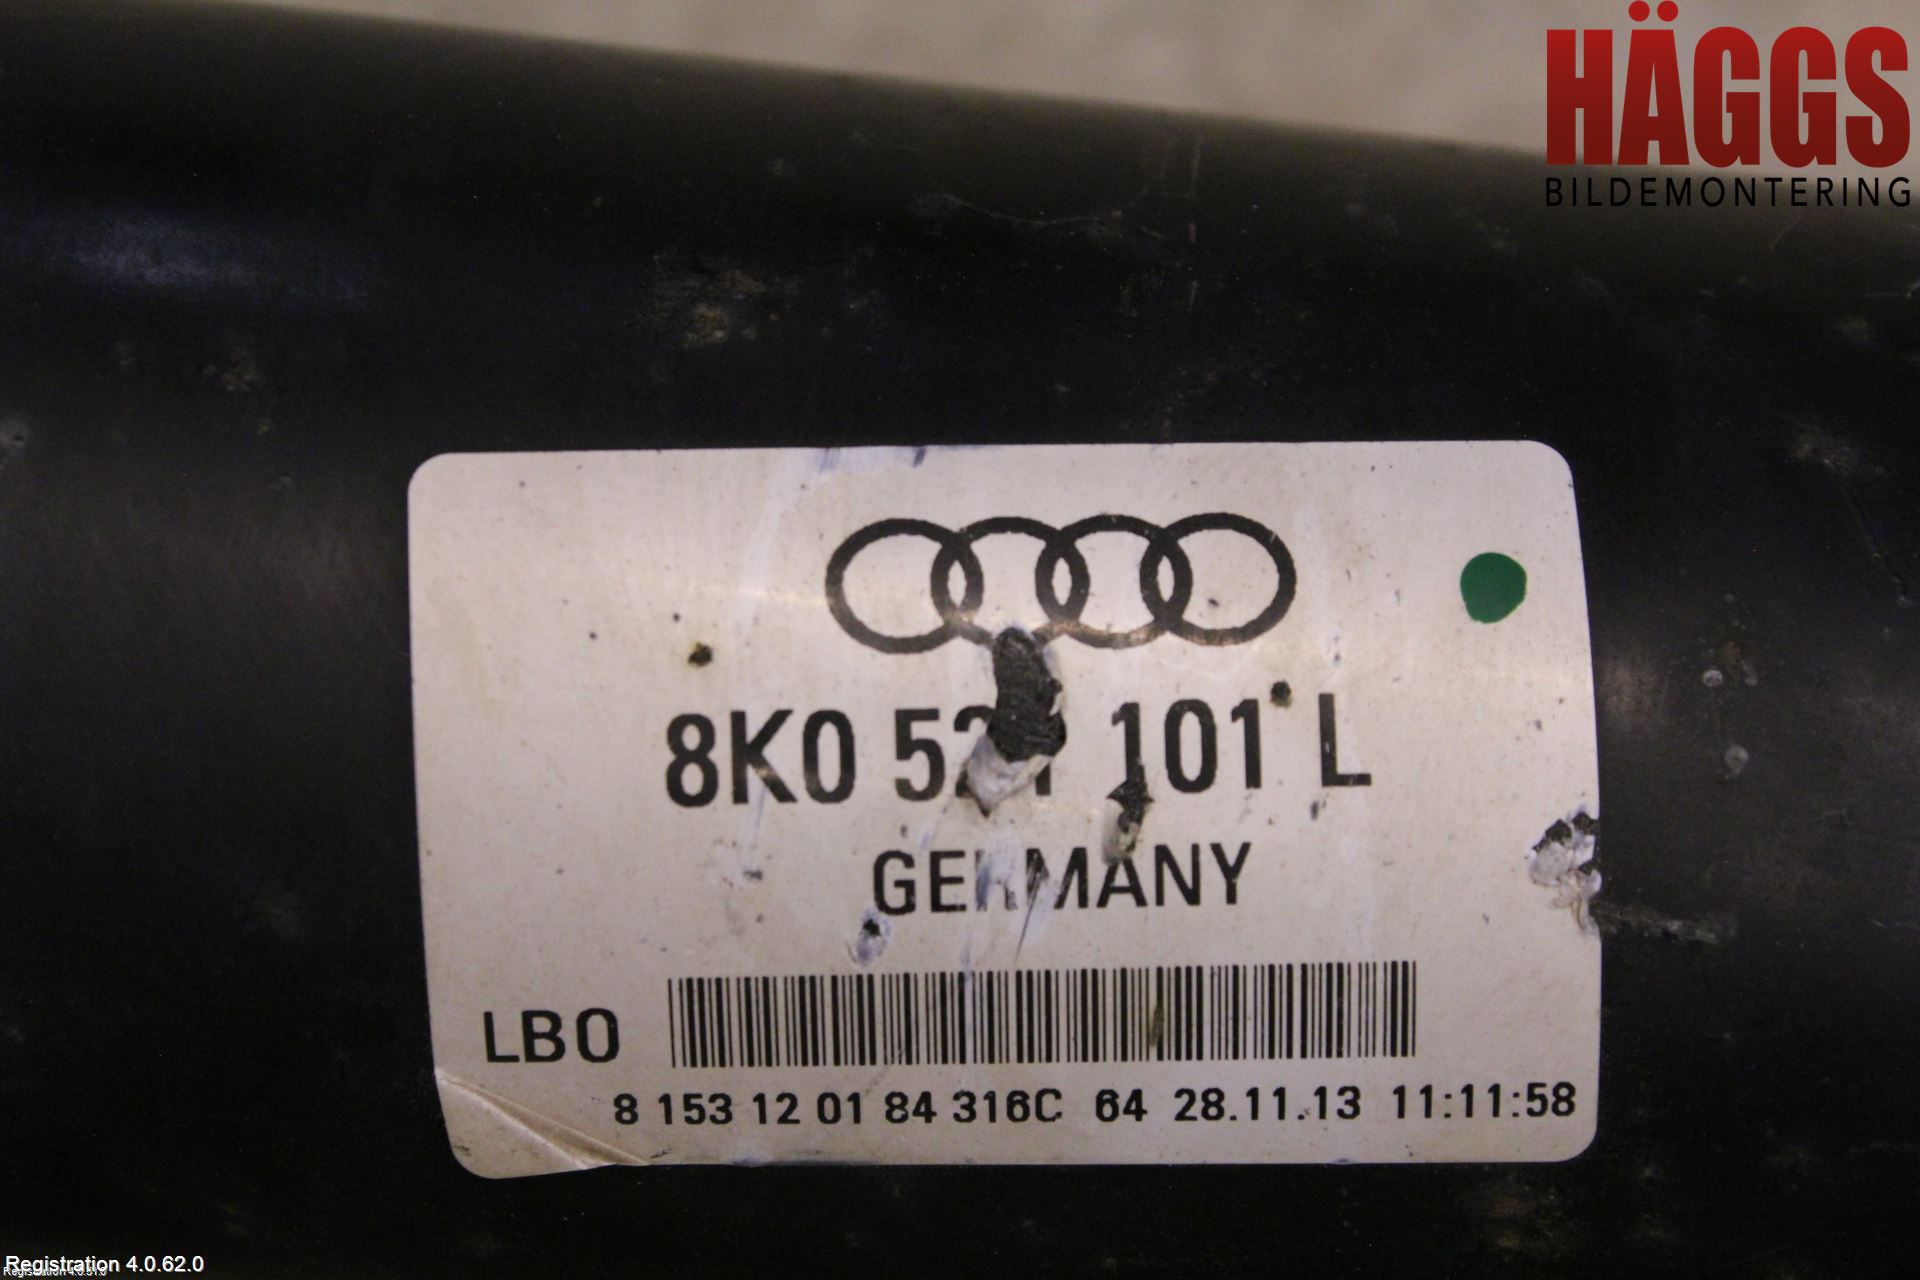 HÄGGS
BILDEMONTERING
8K0 521 101 L
GERMANY
LBO
8 153 12 01 84 316C 64 28.11.13 11:11:58
Registration 4.0.62.0